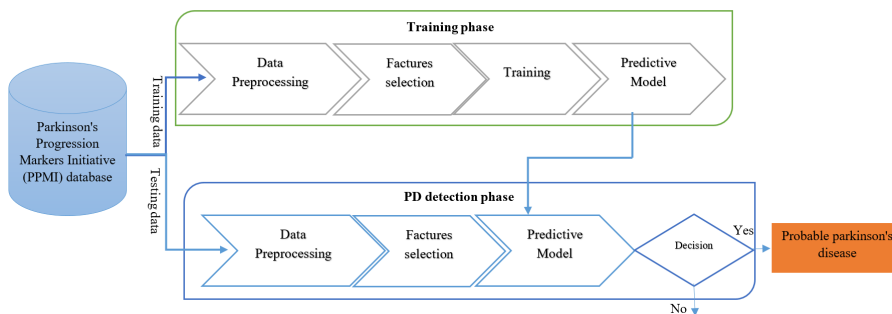 Training phase
Data
Preprocessing
Factures
selection
Training
Predictive
Model
Parkinson's
Progression
Markers Initiative
(PPMI) database
Training data
Testing data
PD detection phase
Data
Preprocessing
Factures
selection
Predictive
Model
Decision
Yes
No
Probable parkinson's
disease